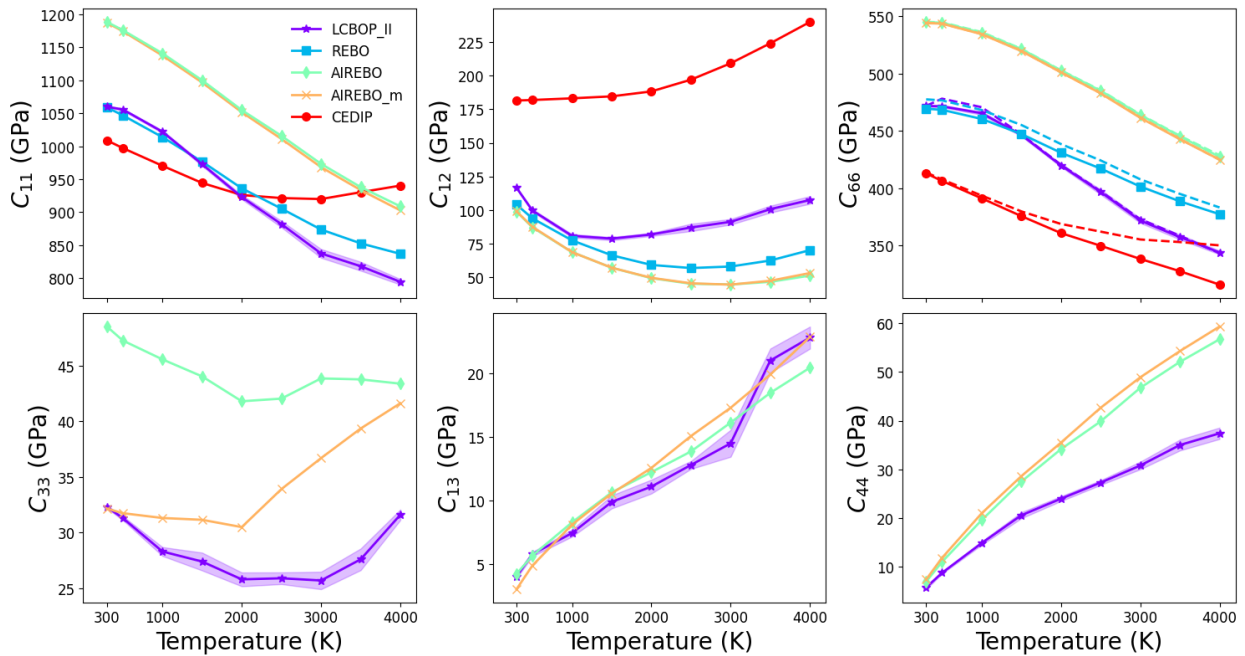 1200
1150
1100
1050
1000
950
900
850
800
C11 (GPa)
LCBOP_II
REBO
AIREBO
AIREBO_m
CEDIP
225
200
175
150
125
100
75
50
C12 (GPa)
550
500
450
400
350
C66 (GPa)
45
40
35
30
25
C33 (GPa)
300 1000 2000 3000 4000
Temperature (K)
20
15
10
5
C13 (GPa)
300 1000 2000 3000 4000
Temperature (K)
60
50
40
30
20
10
C44 (GPa)
300 1000 2000 3000 4000
Temperature (K)